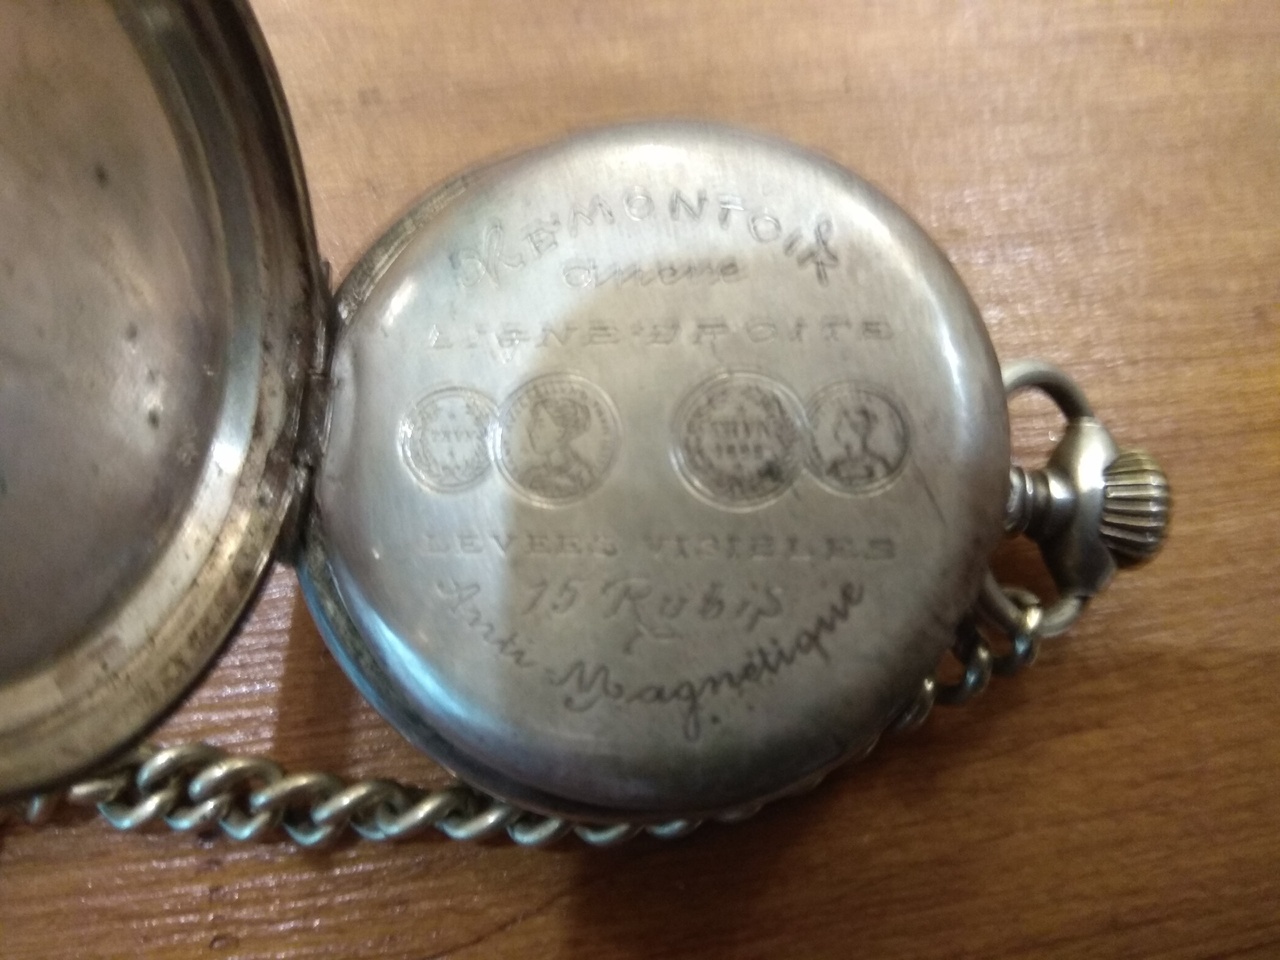 REMONTOIR
Ancre
LIGNE DROITE
LEVEES VISIBLES
15 Rubis
Anti-Magnétique